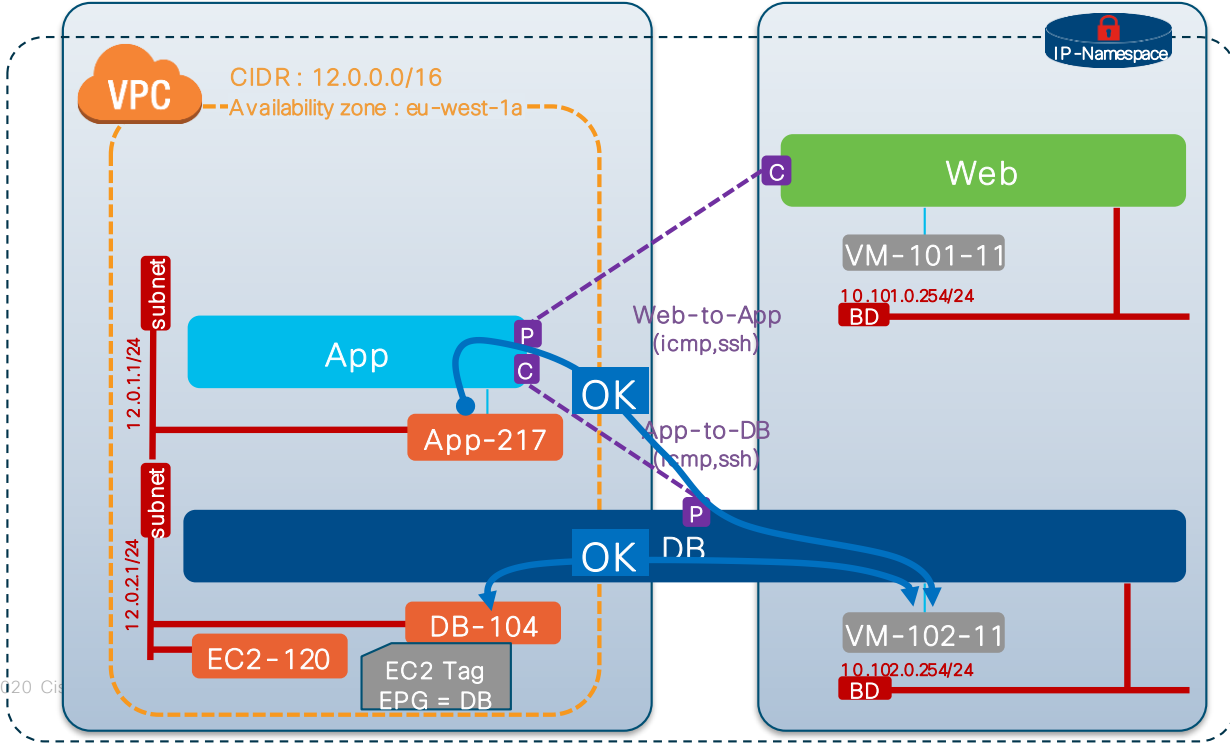 IP-Namespace
VPC
CIDR : 12.0.0.0/16
Availability zone : eu-west-1a
C
Web
VM-101-11
10.101.0.254/24
BD
subnet
12.0.1.1/24
App
P
C
Web-to-App
(icmp,ssh)
OK
App-217
App-to-DB
(icmp,ssh)
subnet
12.0.2.1/24
P
DB
OK
DB-104
EC2-120
EC2 Tag
EPG = DB
VM-102-11
10.102.0.254/24
BD
020 Cis